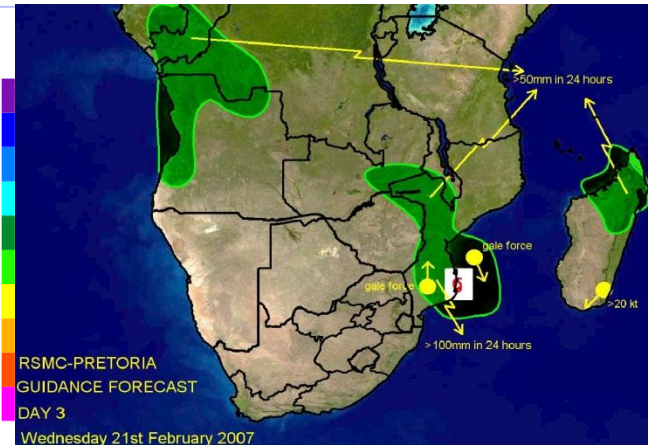 >50mm in 24 hours
gale force
gale force
>20 kt
>100mm in 24 hours
RSMC-PRETORIA
GUIDANCE FORECAST
DAY 3
Wednesday 21st February 2007